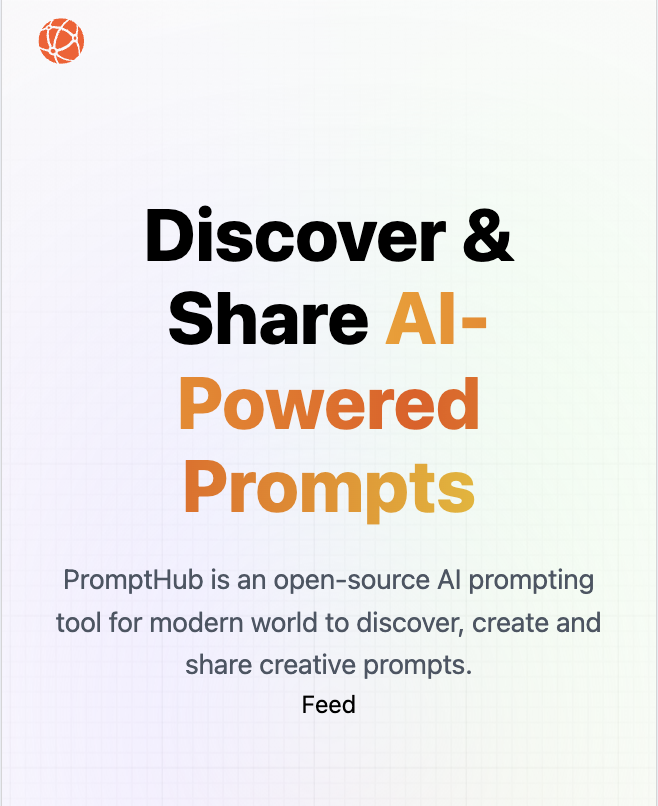 Discover &
Share AI-
Powered
Prompts
PromptHub is an open-source AI prompting
tool for modern world to discover, create and
share creative prompts.
Feed